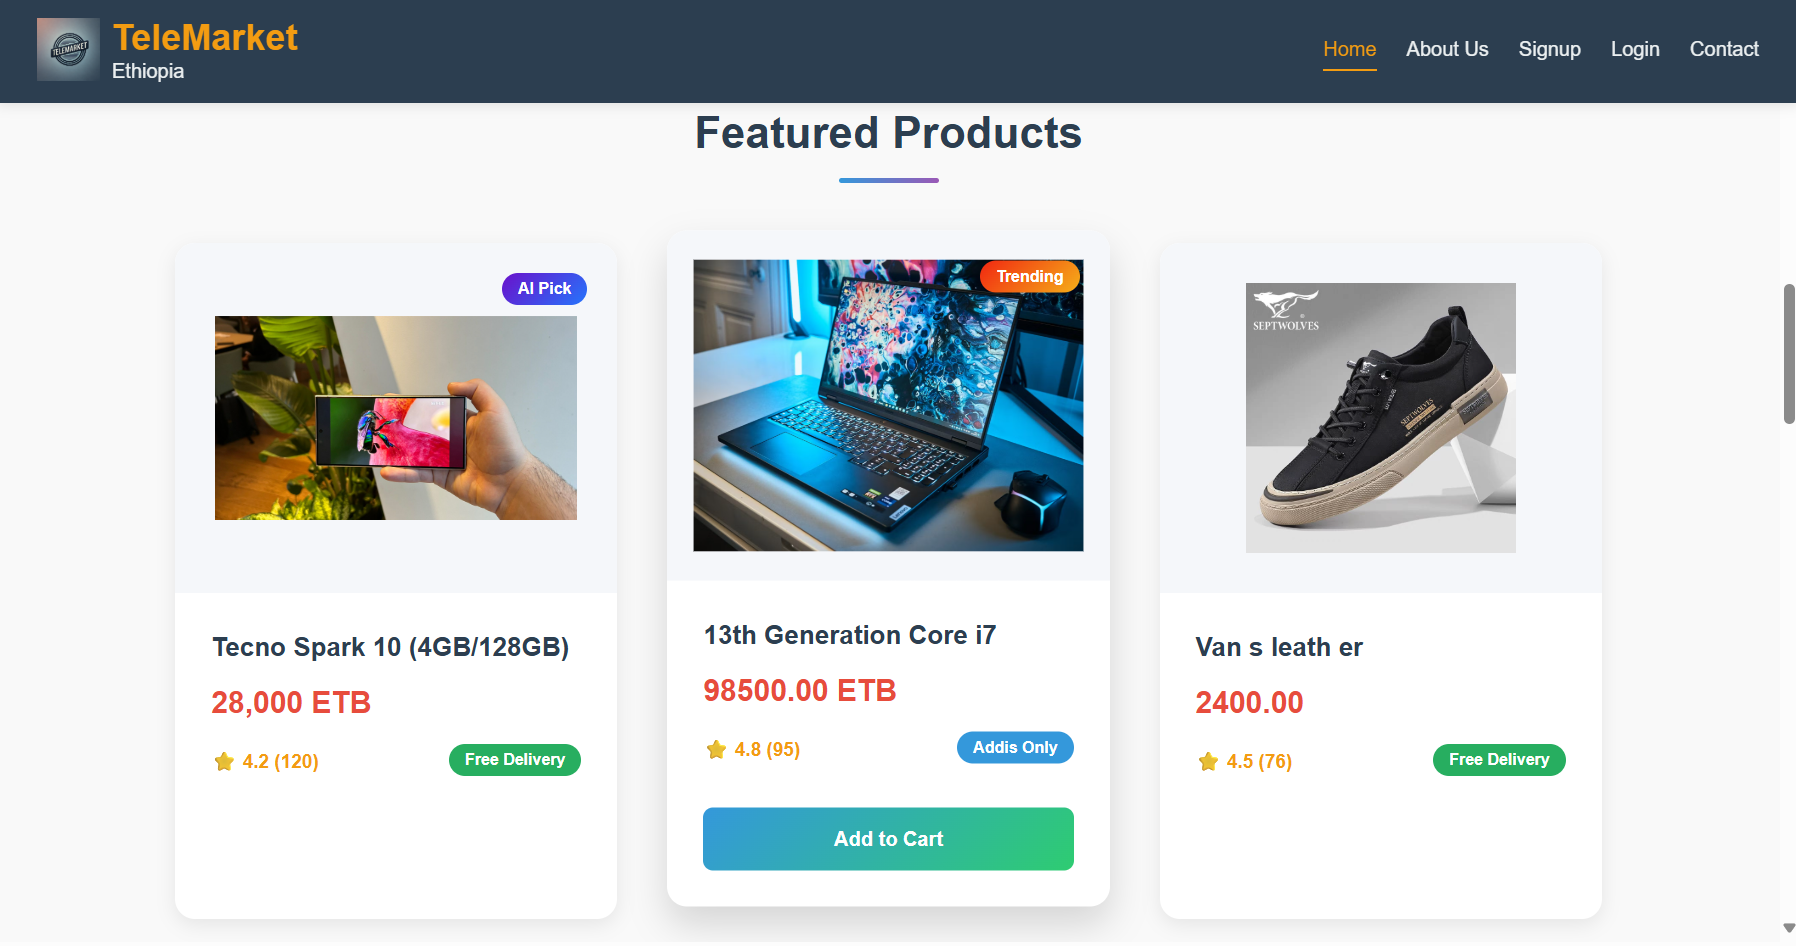 TELEMARKET
TeleMarket
Ethiopia
Home
About Us
Signup
Login
Contact
Featured Products
AI Pick
Tecno Spark 10 (4GB/128GB)
28,000 ETB
4.2 (120)
Free Delivery
Trending
13th Generation Core i7
98500.00 ETB
4.8 (95)
Addis Only
Add to Cart
SEPTWOLVES
SEPTWOLVES
Van s leath er
2400.00
4.5 (76)
Free Delivery